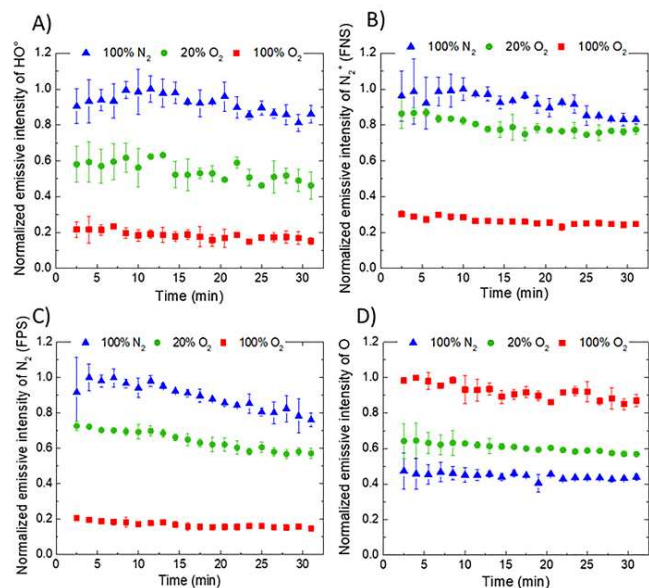 A)
100% N₂ 20% O₂ 100% O₂
Normalized emissive intensity of HO°
1.2
1.0
0.8
0.6
0.4
0.2
0.0
0 5 10 15 20 25 30
Time (min)
B)
100% N₂ 20% O₂ 100% O₂
Normalized emissive intensity of N₂⁺ (FNS)
1.2
1.0
0.8
0.6
0.4
0.2
0.0
0 5 10 15 20 25 30
Time (min)
C)
100% N₂ 20% O₂ 100% O₂
Normalized emissive intensity of N₂ (FPS)
1.2
1.0
0.8
0.6
0.4
0.2
0.0
0 5 10 15 20 25 30
Time (min)
D)
100% N₂ 20% O₂ 100% O₂
Normalized emissive intensity of O
1.2
1.0
0.8
0.6
0.4
0.2
0.0
0 5 10 15 20 25 30
Time (min)